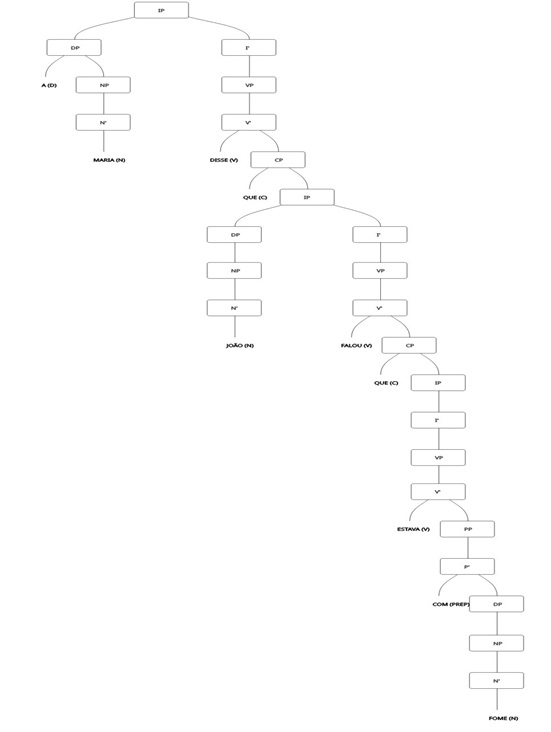 IP
DP I'
A (D) NP VP
N' V'
MARIA (N) DISSE (V) CP
QUE (C) IP
DP I'
NP VP
N' V'
JOÃO (N) FALOU (V) CP
QUE (C) IP
I'
VP
V'
ESTAVA (V) PP
P'
COM (PREP) DP
NP
N'
FOME (N)